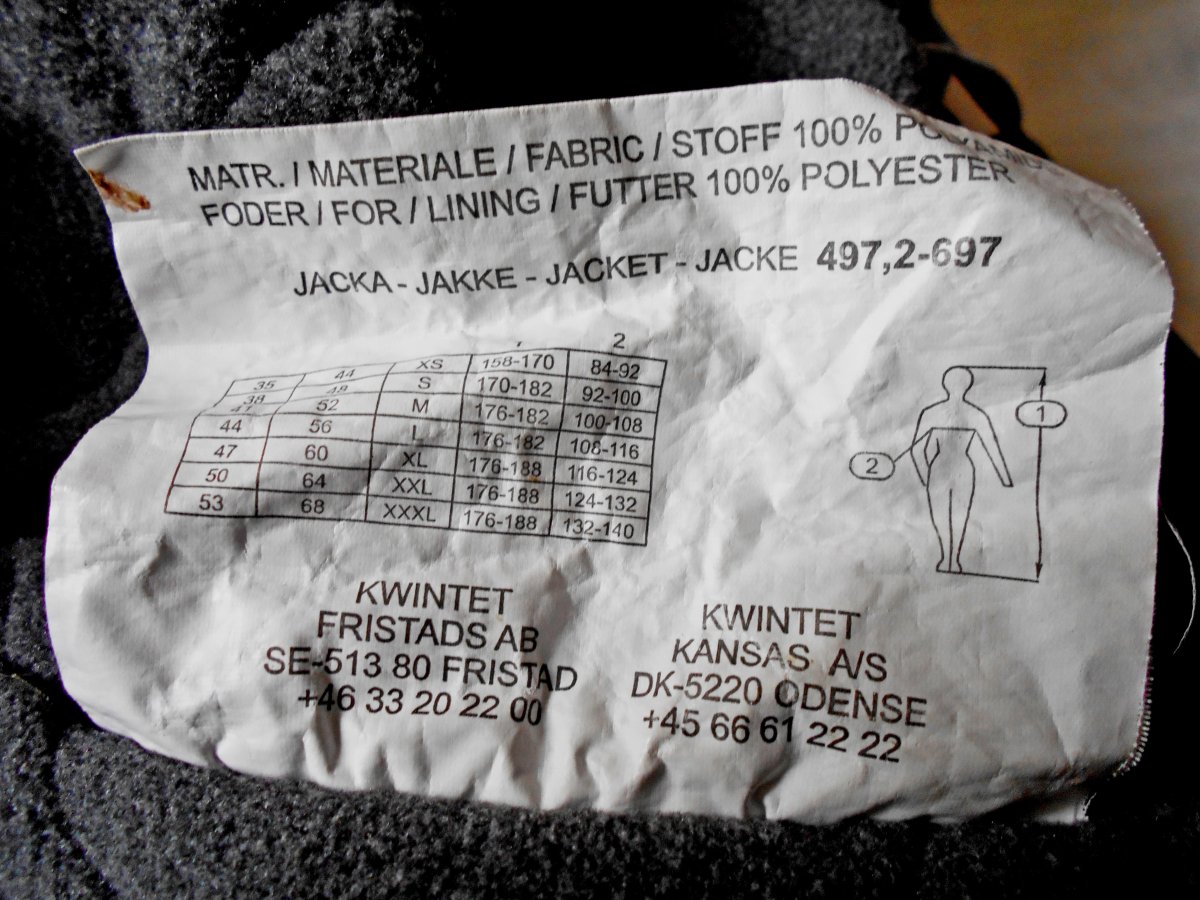 MATR. / MATERIALE / FABRIC / STOFF 100% POLYAMID
FODER / FOR / LINING / FUTTER 100% POLYESTER
JACKA - JAKKE - JACKET - JACKE 497,2-697
2
35 44 XS 158-170 84-92
38 48 S 170-182 92-100
41 52 M 176-182 100-108
44 56 L 176-182 108-116
47 60 XL 176-188 116-124
50 64 XXL 176-188 124-132
53 68 XXXL 176-188 132-140
1
2
KWINTET
FRISTADS AB
SE-513 80 FRISTAD
+46 33 20 22 00
KWINTET
KANSAS A/S
DK-5220 ODENSE
+45 66 61 22 22